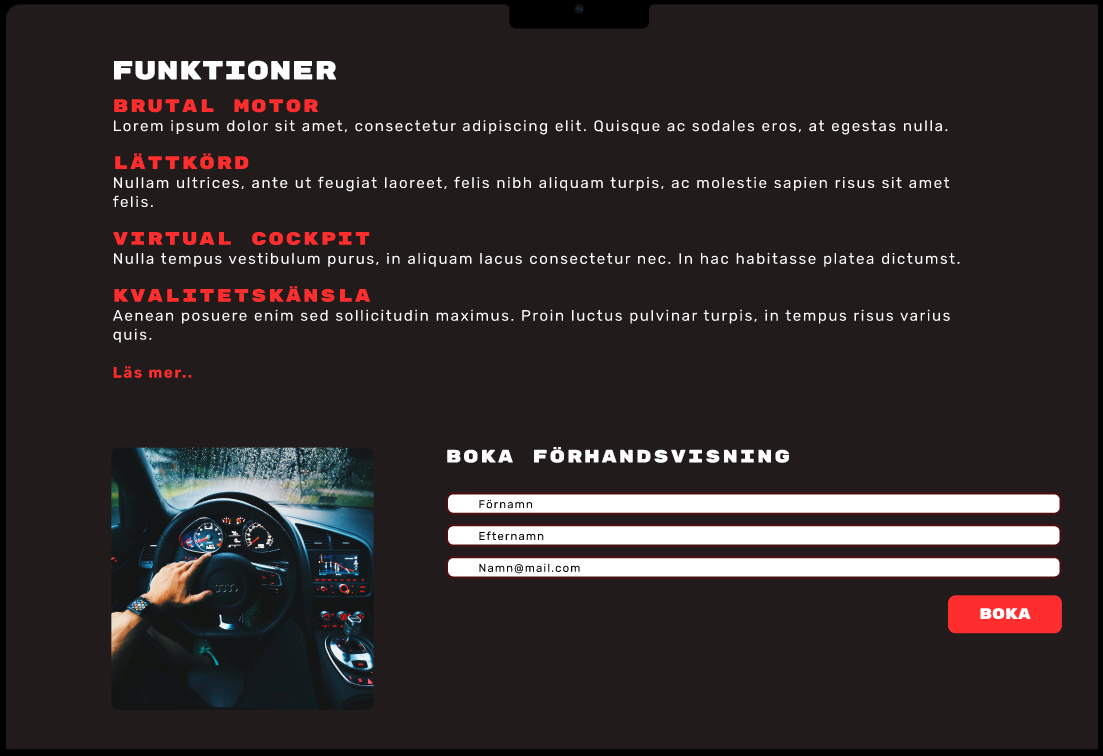 FUNKTIONER
BRUTAL MOTOR
Lorem ipsum dolor sit amet, consectetur adipiscing elit. Quisque ac sodales eros, at egestas nulla.
LÄTTKÖRD
Nullam ultrices, ante ut feugiat laoreet, felis nibh aliquam turpis, ac molestie sapien risus sit amet
felis.
VIRTUAL COCKPIT
Nulla tempus vestibulum purus, in aliquam lacus consectetur nec. In hac habitasse platea dictumst.
KVALITETSKÄNSLA
Aenean posuere enim sed sollicitudin maximus. Proin luctus pulvinar turpis, in tempus risus varius
quis.
Läs mer..
BOKA FÖRHANDSVISNING
Förnamn
Efternamn
Namn@mail.com
BOKA